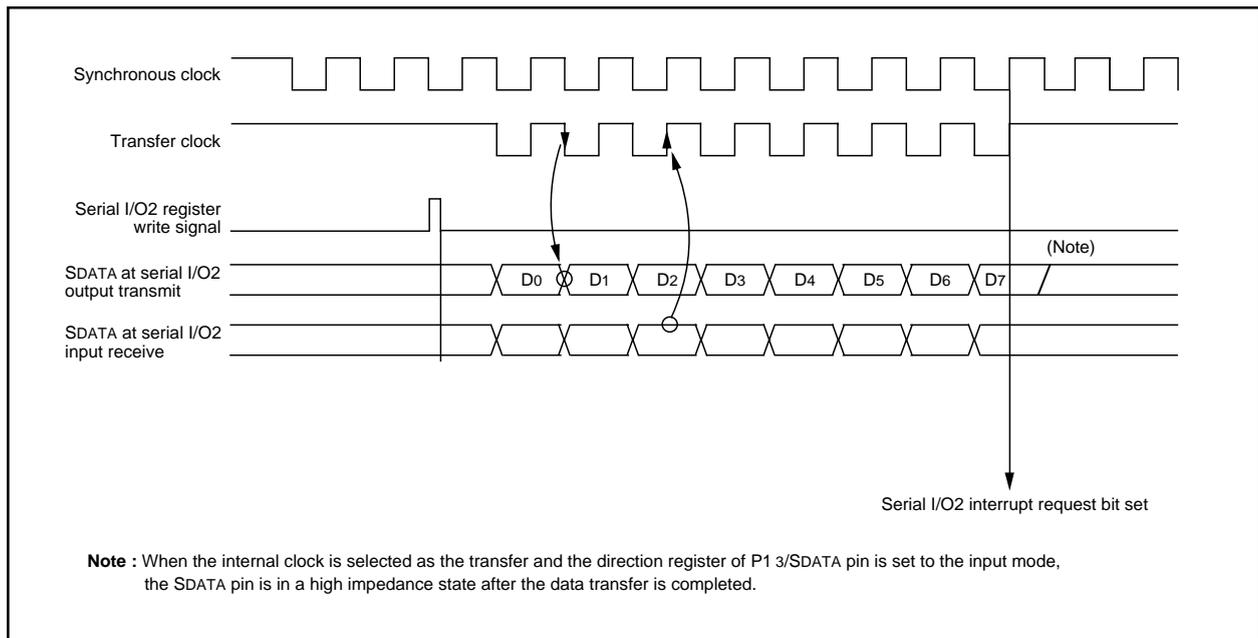 Synchronous clock
Transfer clock
Serial I/O2 register
write signal
(Note)
SDATA at serial I/O2
output transmit
D0 D1 D2 D3 D4 D5 D6 D7
SDATA at serial I/O2
input receive
Serial I/O2 interrupt request bit set
Note : When the internal clock is selected as the transfer and the direction register of P1 3/SDATA pin is set to the input mode,
the SDATA pin is in a high impedance state after the data transfer is completed.